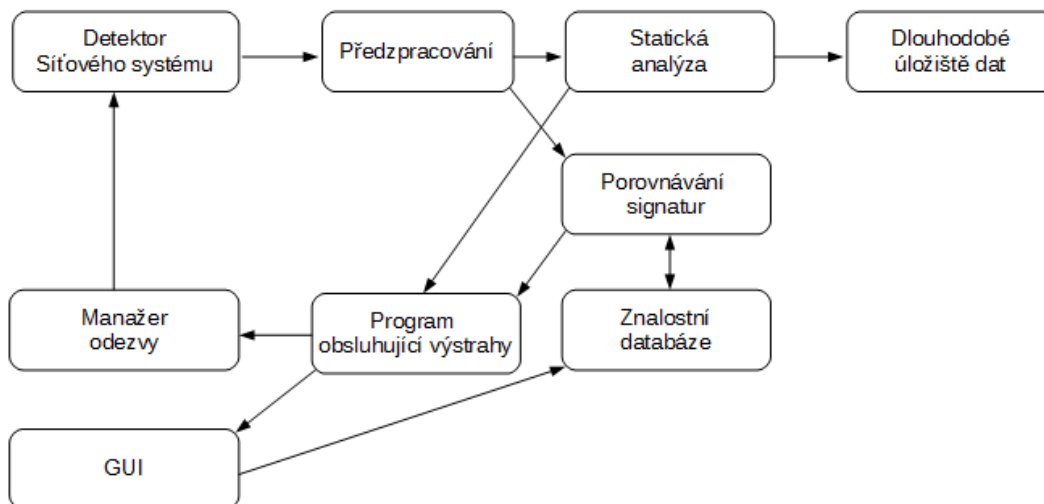 Detektor
Síťového systému
Předzpracování
Statická
analýza
Dlouhodobé
úložiště dat
Porovnávání
signatur
Manažer
odezvy
Program
obsluhující výstrahy
Znalostní
databáze
GUI